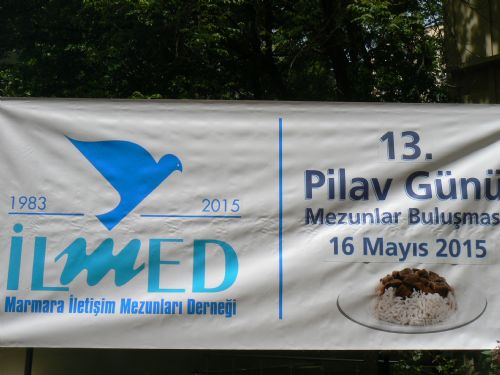 1983 2015
İLMED
Marmara İletişim Mezunları Derneği
13.
Pilav Günü
Mezunlar Buluşması
16 Mayıs 2015